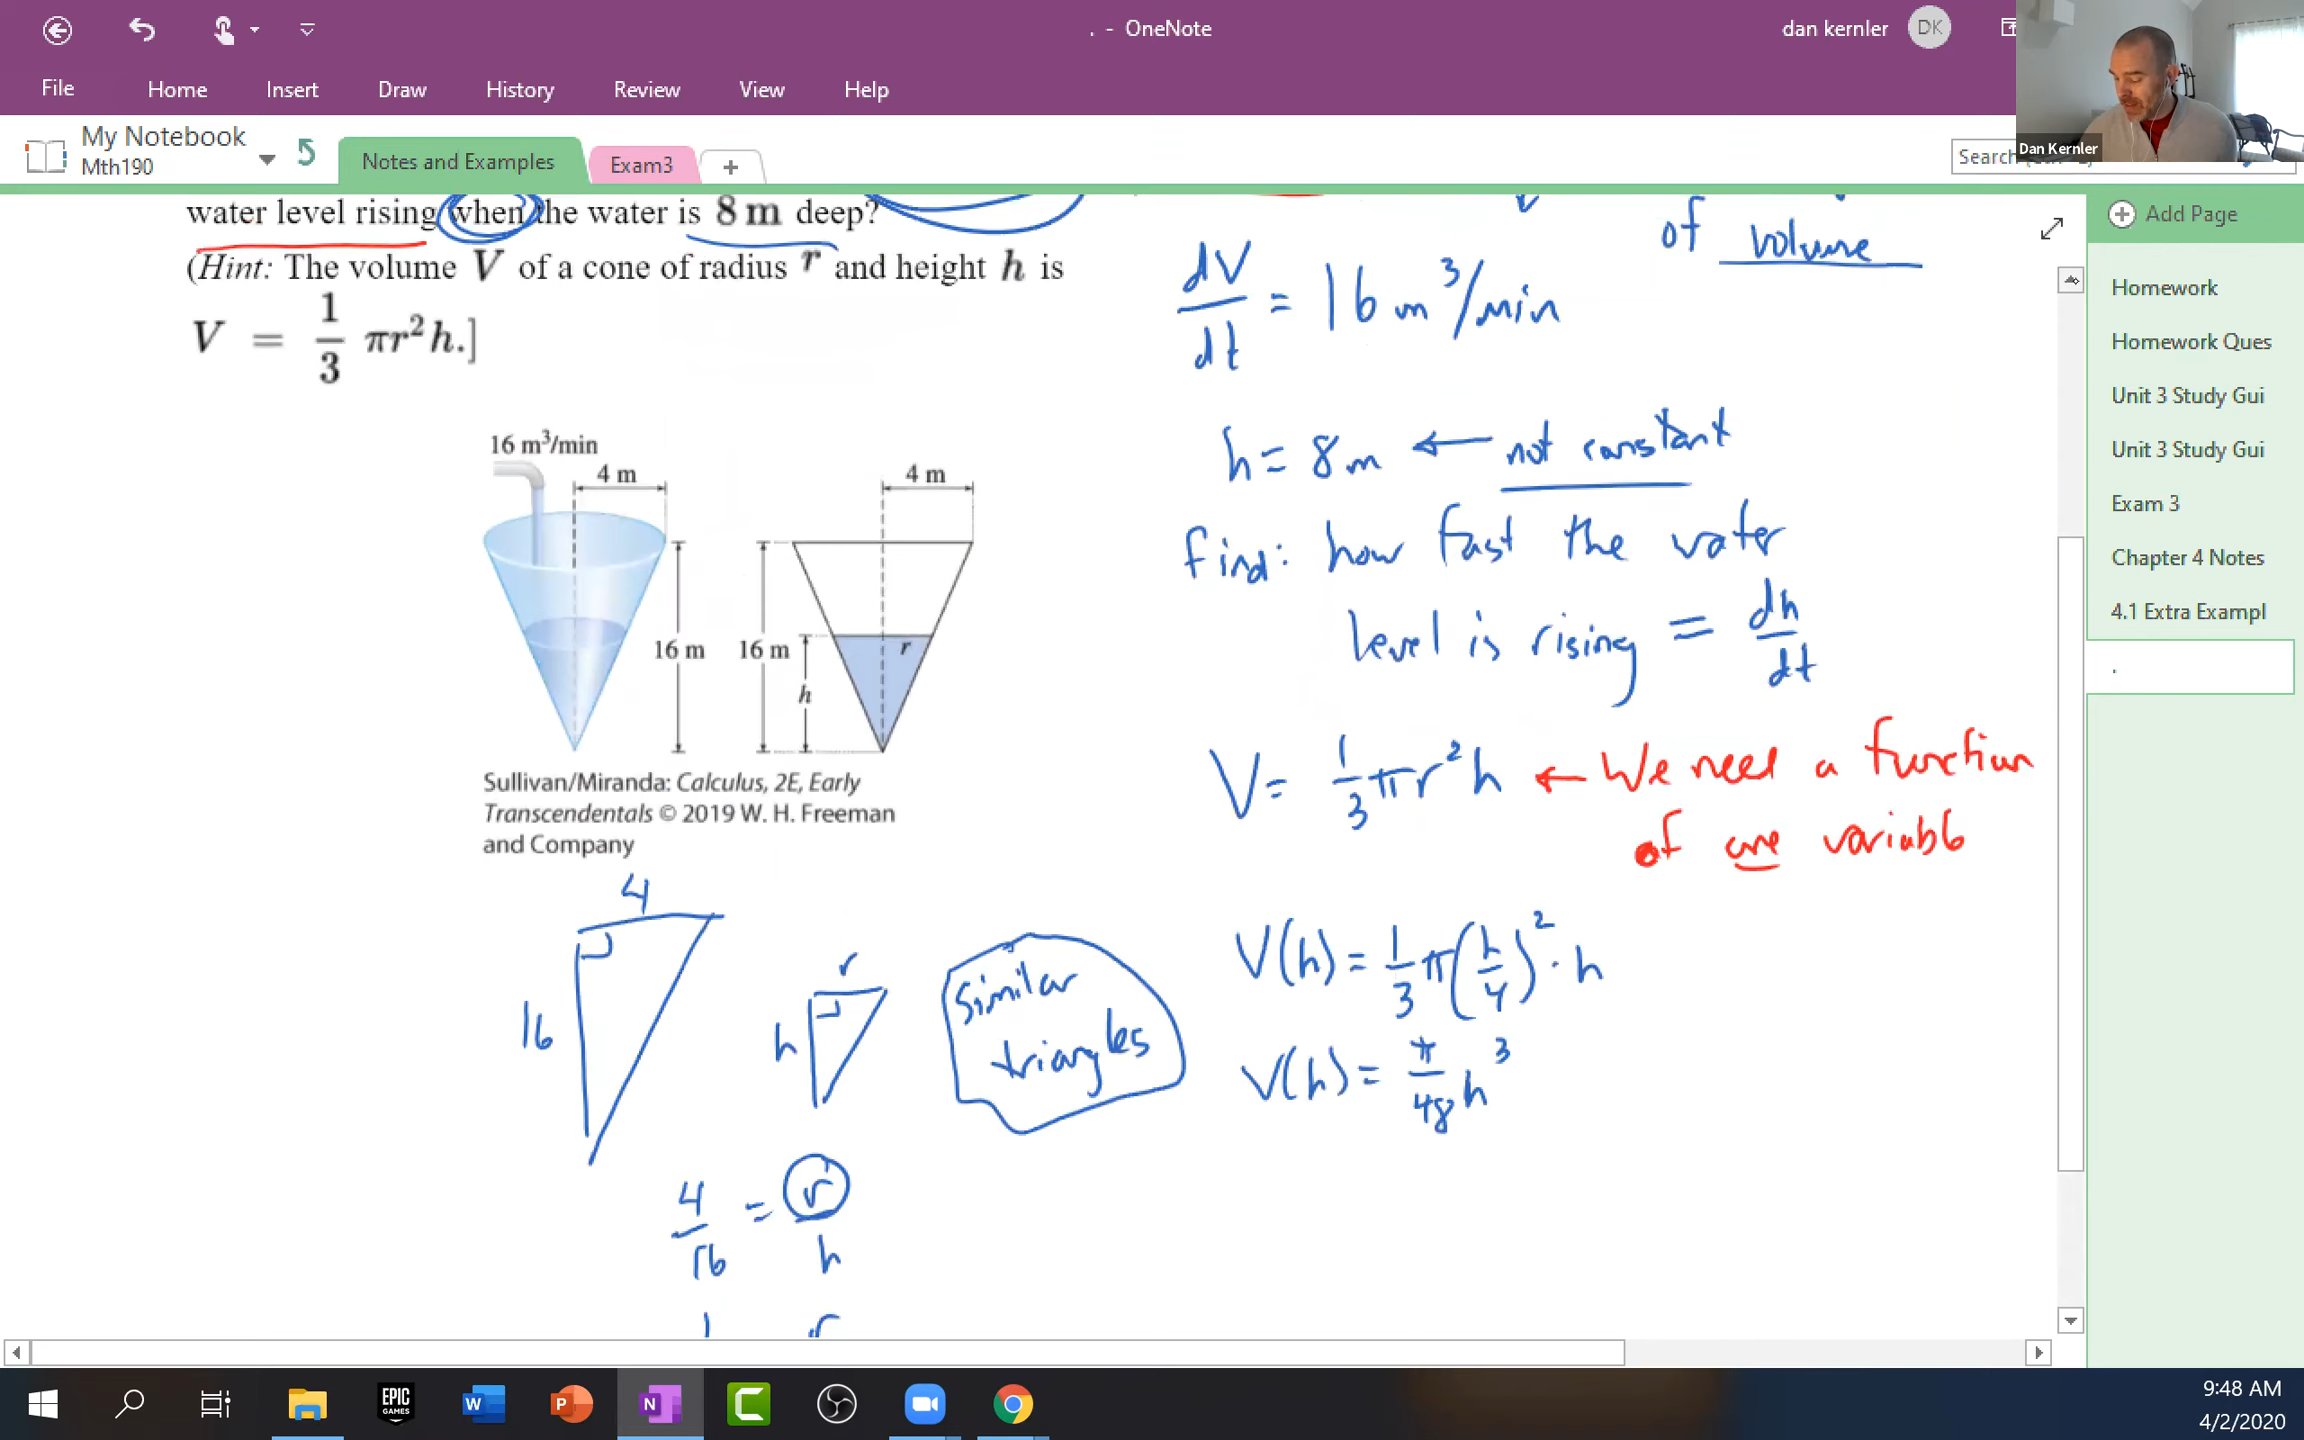 . - OneNote
dan kernler
DK
File
Home
Insert
Draw
History
Review
View
Help
My Notebook
Mth190
Notes and Examples
Exam3
Search
Dan Kernler
water level rising when the water is 8 m deep?
(Hint: The volume V of a cone of radius r and height h is
V = 1/3 πr²h.]
16 m³/min
4 m
4 m
16 m
16 m
r
h
Sullivan/Miranda: Calculus, 2E, Early
Transcendentals © 2019 W. H. Freeman
and Company
4
16
r
h
Similar
triangles
4/16 = r/h
1 r
of volume
dV/dt = 16 m³/min
h = 8m ← not constant
find: how fast the water
level is rising = dh/dt
V = 1/3 πr²h ← We need a function
of one variable
V(h) = 1/3 π(h/4)² · h
V(h) = π/48 h³
Add Page
Homework
Homework Ques
Unit 3 Study Gui
Unit 3 Study Gui
Exam 3
Chapter 4 Notes
4.1 Extra Exampl
.
EPIC
GAMES
W
P
N
9:48 AM
4/2/2020